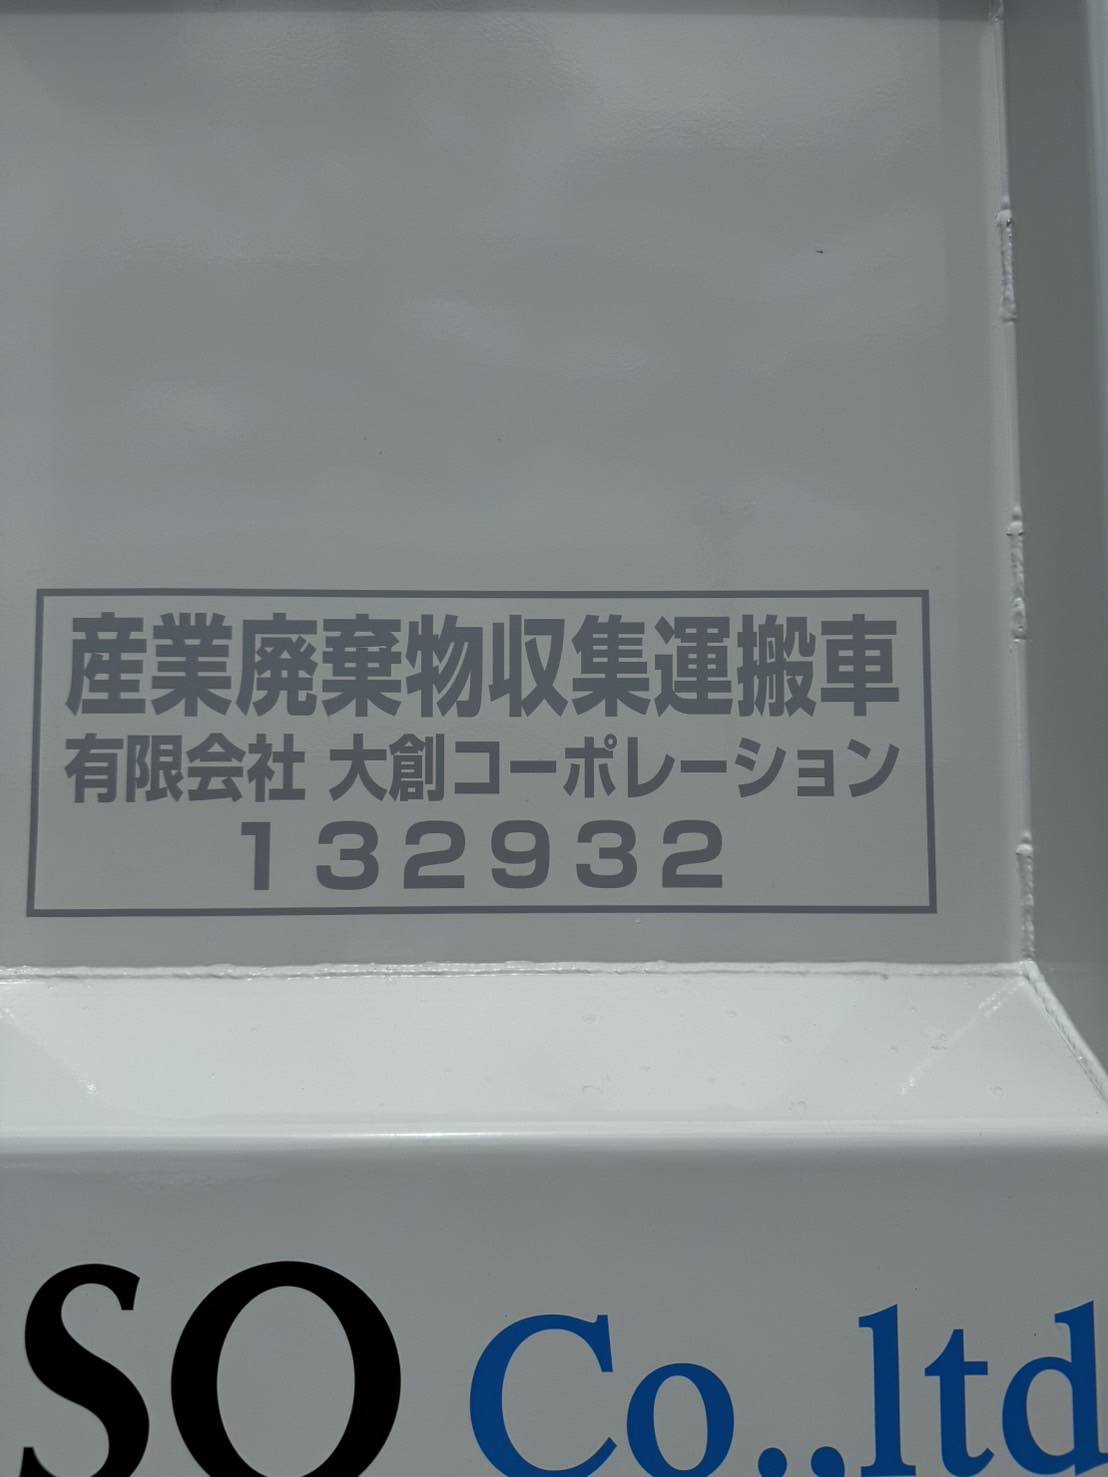 産業廃棄物収集運搬車
有限会社 大創コーポレーション
132932
SO Co.,ltd